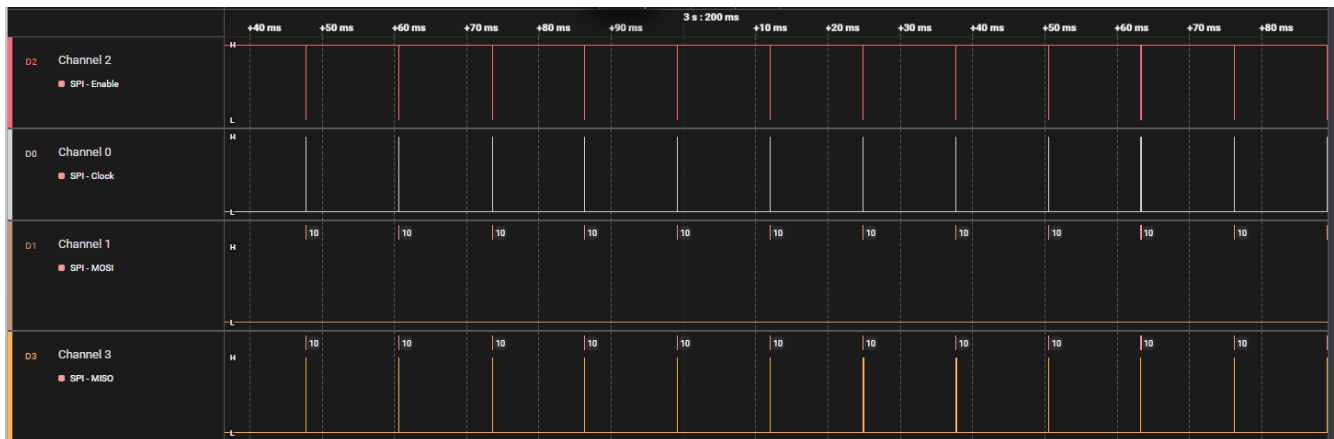 3 s : 200 ms
+40 ms +50 ms +60 ms +70 ms +80 ms +90 ms +10 ms +20 ms +30 ms +40 ms +50 ms +60 ms +70 ms +80 ms
D2 Channel 2
SPI - Enable
H
L
D0 Channel 0
SPI - Clock
H
L
D1 Channel 1
SPI - MOSI
10 10 10 10 10 10 10 10 10 10 10
H
L
D3 Channel 3
SPI - MISO
10 10 10 10 10 10 10 10 10 10 10
H
L